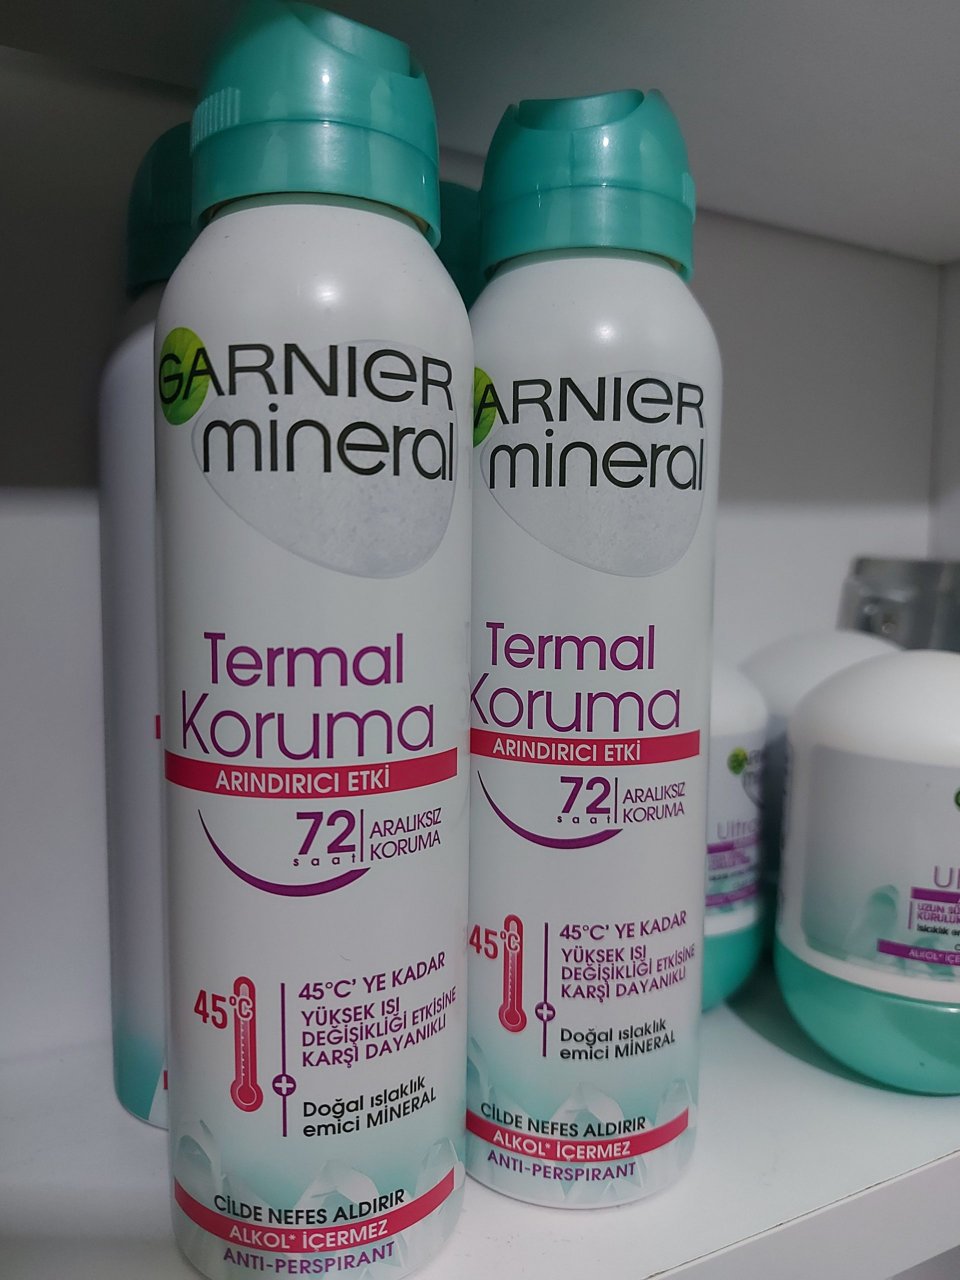 GARNIER
mineral
Termal
Koruma
ARINDIRICI ETKİ
72
saat
ARALIKSIZ
KORUMA
45°C
45°C' YE KADAR
YÜKSEK ISI
DEĞİŞİKLİĞİ ETKİSİNE
KARŞI DAYANIKLI
Doğal ıslaklık
emici MİNERAL
CİLDE NEFES ALDIRIR
ALKOL* İÇERMEZ
ANTI-PERSPIRANT
GARNIER
mineral
Termal
Koruma
ARINDIRICI ETKİ
72
saat
ARALIKSIZ
KORUMA
45°C
45°C' YE KADAR
YÜKSEK ISI
DEĞİŞİKLİĞİ ETKİSİNE
KARŞI DAYANIKLI
Doğal ıslaklık
emici MİNERAL
CİLDE NEFES ALDIRIR
ALKOL* İÇERMEZ
ANTI-PERSPIRANT
UZUN